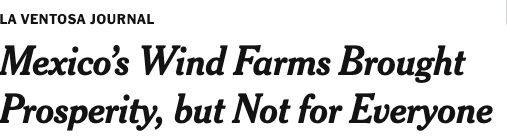 LA VENTOSA JOURNAL
Mexico’s Wind Farms Brought
Prosperity, but Not for Everyone